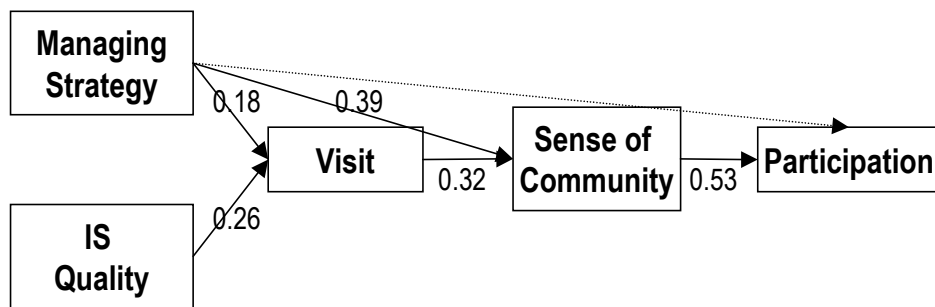 Managing
Strategy
0.18
0.39
Visit
0.32
Sense of
Community
0.53
Participation
0.26
IS
Quality